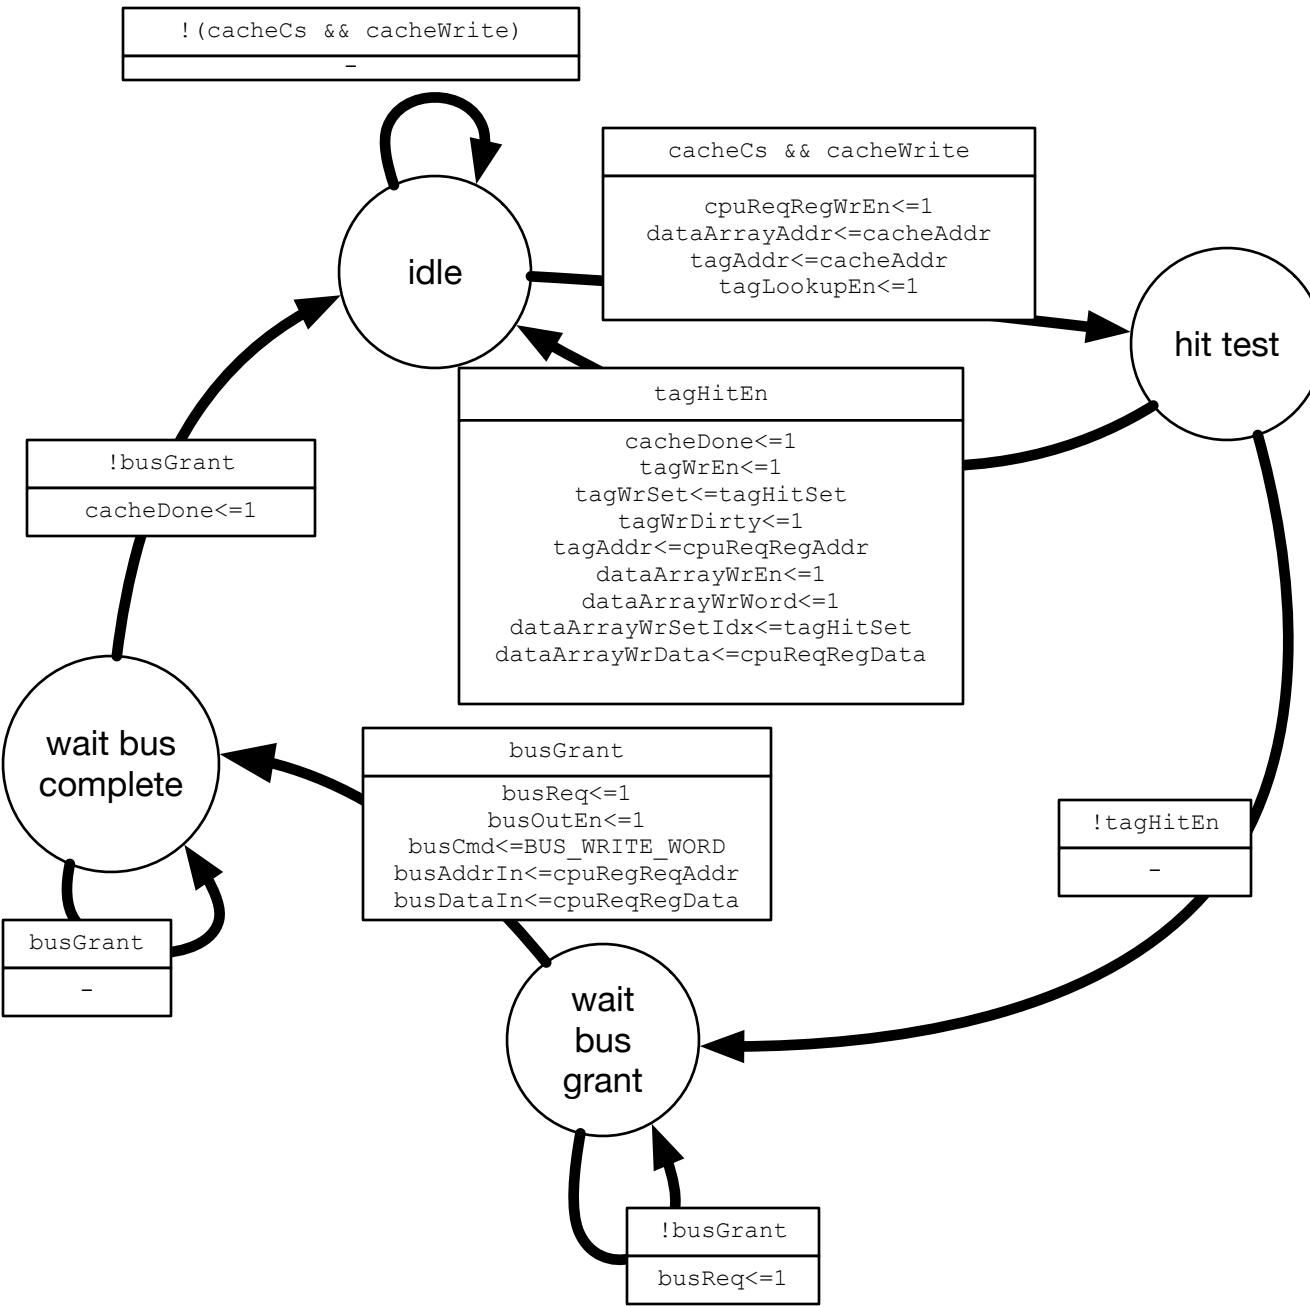 !(cacheCs && cacheWrite)
-
cacheCs && cacheWrite
cpuReqRegWrEn<=1
dataArrayAddr<=cacheAddr
tagAddr<=cacheAddr
tagLookupEn<=1
idle
hit test
tagHitEn
cacheDone<=1
tagWrEn<=1
tagWrSet<=tagHitSet
tagWrDirty<=1
tagAddr<=cpuReqRegAddr
dataArrayWrEn<=1
dataArrayWrWord<=1
dataArrayWrSetIdx<=tagHitSet
dataArrayWrData<=cpuReqRegData
!busGrant
cacheDone<=1
wait bus
complete
busGrant
busReq<=1
busOutEn<=1
busCmd<=BUS_WRITE_WORD
busAddrIn<=cpuRegReqAddr
busDataIn<=cpuReqRegData
!tagHitEn
-
busGrant
-
wait
bus
grant
!busGrant
busReq<=1